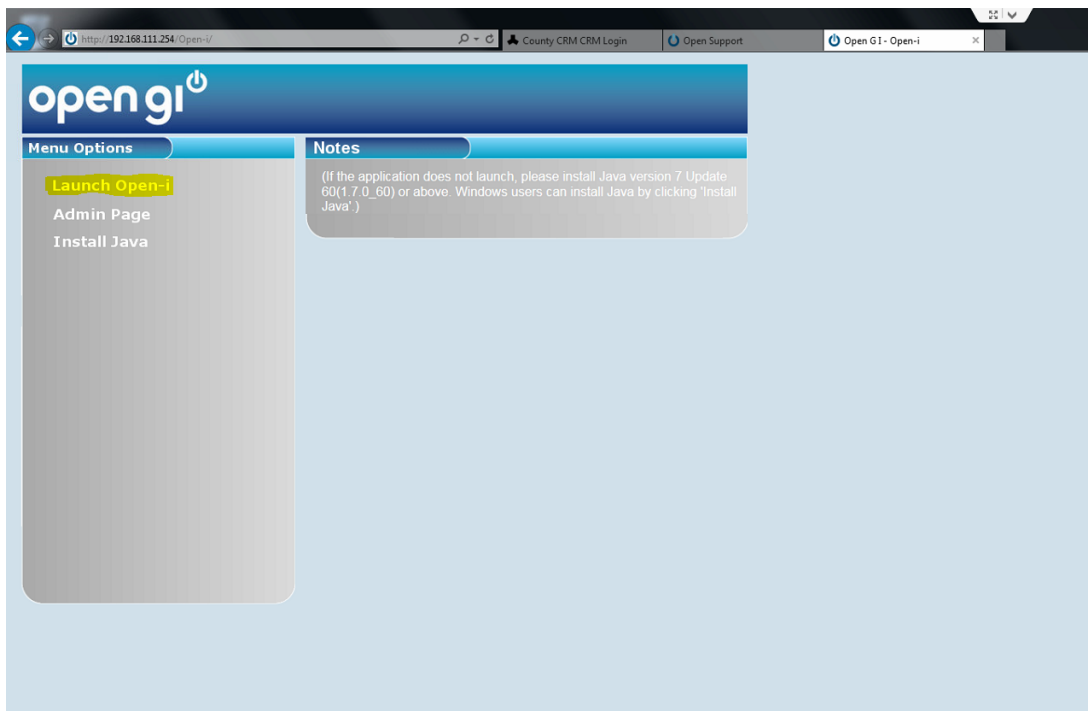 http://192.168.111.254/Open-i/
County CRM CRM Login
Open Support
Open G I - Open-i
open gi
Menu Options
Launch Open-i
Admin Page
Install Java
Notes
(If the application does not launch, please install Java version 7 Update
60(1.7.0_60) or above. Windows users can install Java by clicking 'Install
Java'.)